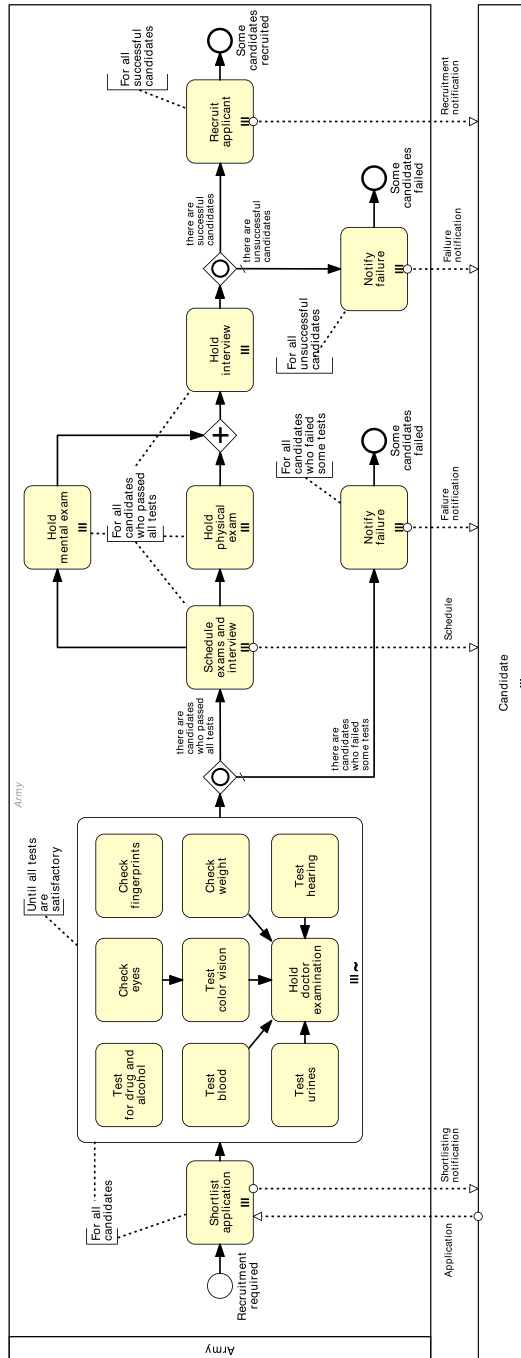 Army
Army
Recruitment
required
Shortlist
application
For all
candidates
Application
Shortlisting
notification
Until all tests
are
satisfactory
Test
for drug and
alcohol
Check
eyes
Check
fingerprints
Test
blood
Test
color vision
Check
weight
Test
urines
Hold
doctor
examination
Test
hearing
there are
candidates
who passed
all tests
there are
candidates
who failed
some tests
Schedule
exams and
interview
Schedule
Hold
mental exam
For all
candidates
who passed
all tests
Hold
physical
exam
For all
candidates
who failed
some tests
Notify
failure
Failure
notification
Some
candidates
failed
Hold
interview
there are
successful
candidates
there are
unsuccessful
candidates
For all
unsuccessful
candidates
Notify
failure
Failure
notification
Some
candidates
failed
For all
successful
candidates
Recruit
applicant
Recruitment
notification
Some
candidates
recruited
Candidate